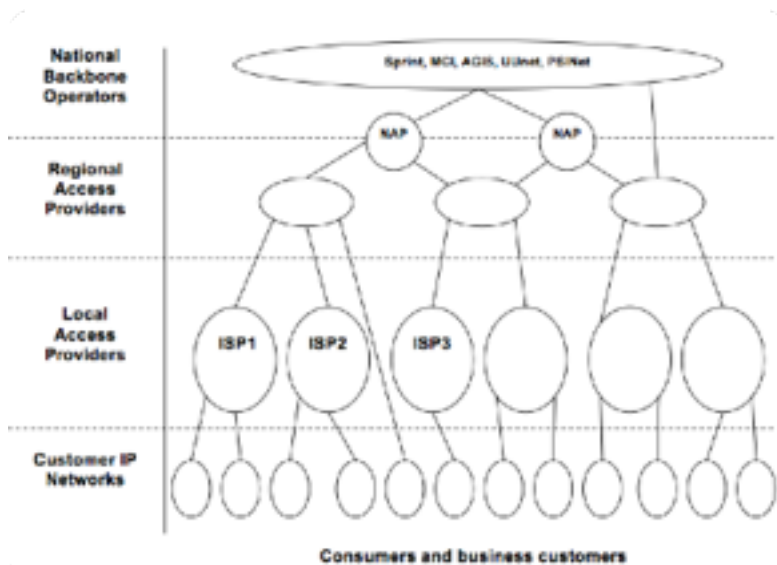 National
Backbone
Operators
Sprint, MCI, AGIS, UUnet, PSINet
NAP
NAP
Regional
Access
Providers
Local
Access
Providers
ISP1
ISP2
ISP3
Customer IP
Networks
Consumers and business customers